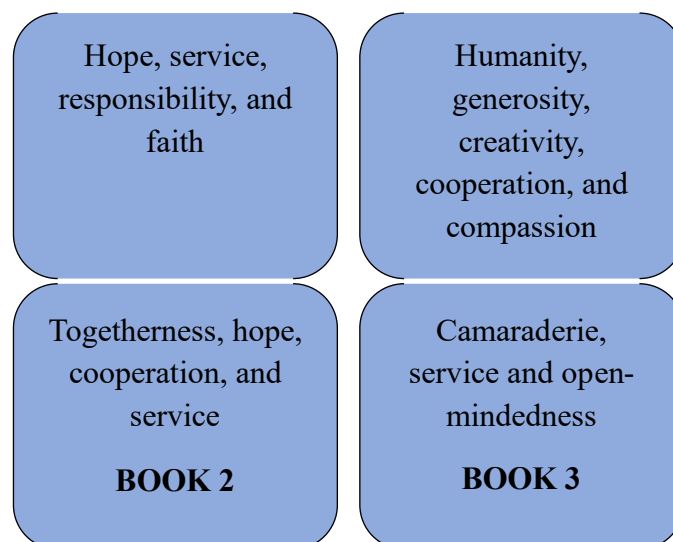 Hope, service,
responsibility, and
faith
Humanity,
generosity,
creativity,
cooperation, and
compassion
Togetherness, hope,
cooperation, and
service
BOOK 2
Camaraderie,
service and open-
mindedness
BOOK 3